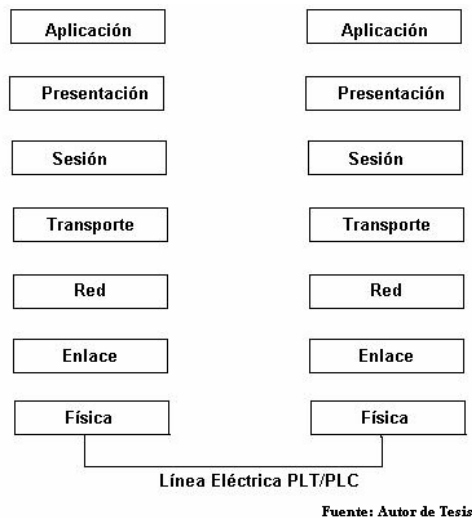 Aplicación Aplicación
Presentación Presentación
Sesión Sesión
Transporte Transporte
Red Red
Enlace Enlace
Física Física
Línea Eléctrica PLT/PLC
Fuente: Autor de Tesis